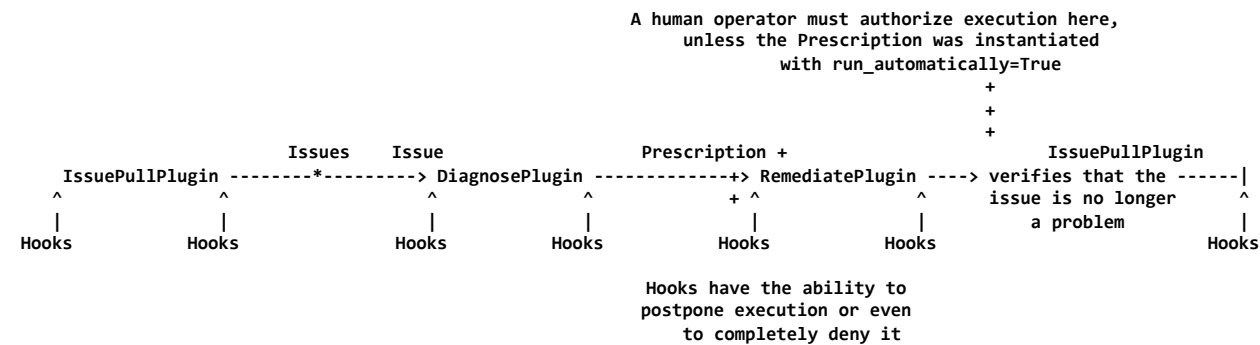 A human operator must authorize execution here,
unless the Prescription was instantiated
with run_automatically=True
+
+
+
Issues Issue Prescription + IssuePullPlugin
IssuePullPlugin --------*---------> DiagnosePlugin -------------+> RemediatePlugin ----> verifies that the ------|
^ ^ ^ ^ + ^ ^ issue is no longer ^
| | | | | | a problem |
Hooks Hooks Hooks Hooks Hooks Hooks Hooks
Hooks have the ability to
postpone execution or even
to completely deny it